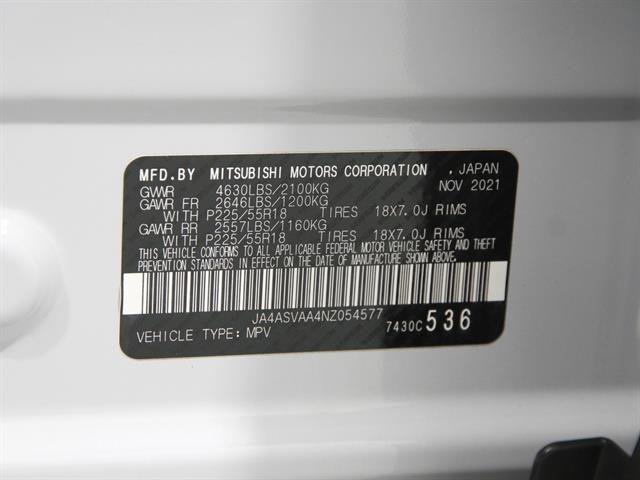 MFD.BY MITSUBISHI MOTORS CORPORATION , JAPAN
GVWR 4630LBS/2100KG NOV 2021
GAWR FR 2646LBS/1200KG
WITH P225/55R18 TIRES 18X7.0J RIMS
GAWR RR 2557LBS/1160KG
WITH P225/55R18 TIRES 18X7.0J RIMS
THIS VEHICLE CONFORMS TO ALL APPLICABLE FEDERAL MOTOR VEHICLE SAFETY AND THEFT
PREVENTION STANDARDS IN EFFECT ON THE DATE OF MANUFACTURE SHOWN ABOVE.
JA4ASVAA4NZ054577
VEHICLE TYPE: MPV 7430C 536